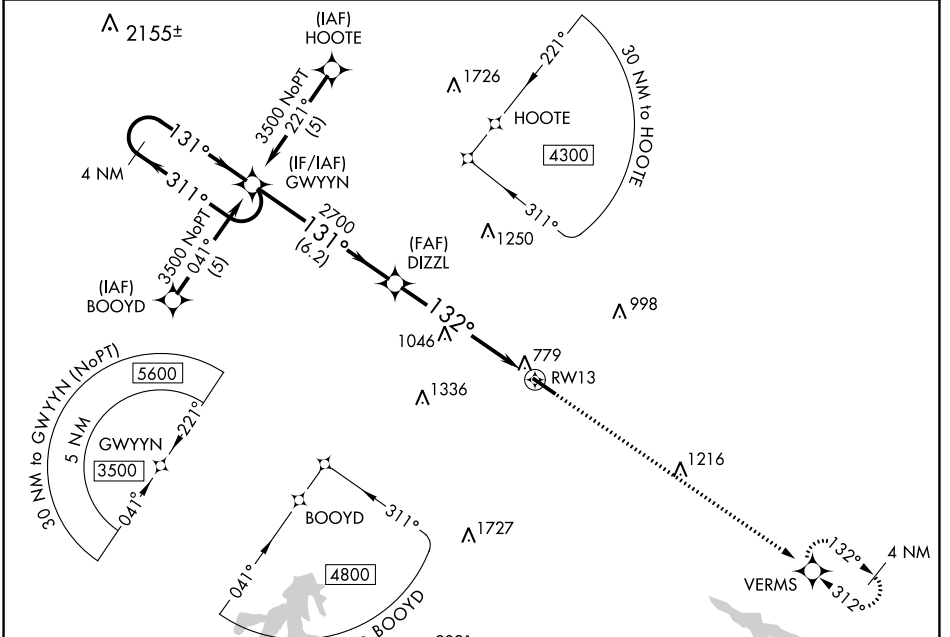 2155±
(IAF)
HOOTE
3500 NoPT
221°
(5)
1726
221°
HOOTE
4300
30 NM to HOOTE
311°
1250
131°
4 NM
311°
(IF/IAF)
GWYYN
3500 NoPT
041°
(5)
(IAF)
BOOYD
2700
131°
(6.2)
(FAF)
DIZZL
132°
1046
998
779
RW13
1336
30 NM to GWYYN (NoPT)
5600
5 NM
GWYYN
3500
221°
041°
1216
BOOYD
311°
041°
4800
BOOYD
1727
132°
4 NM
VERMS
312°